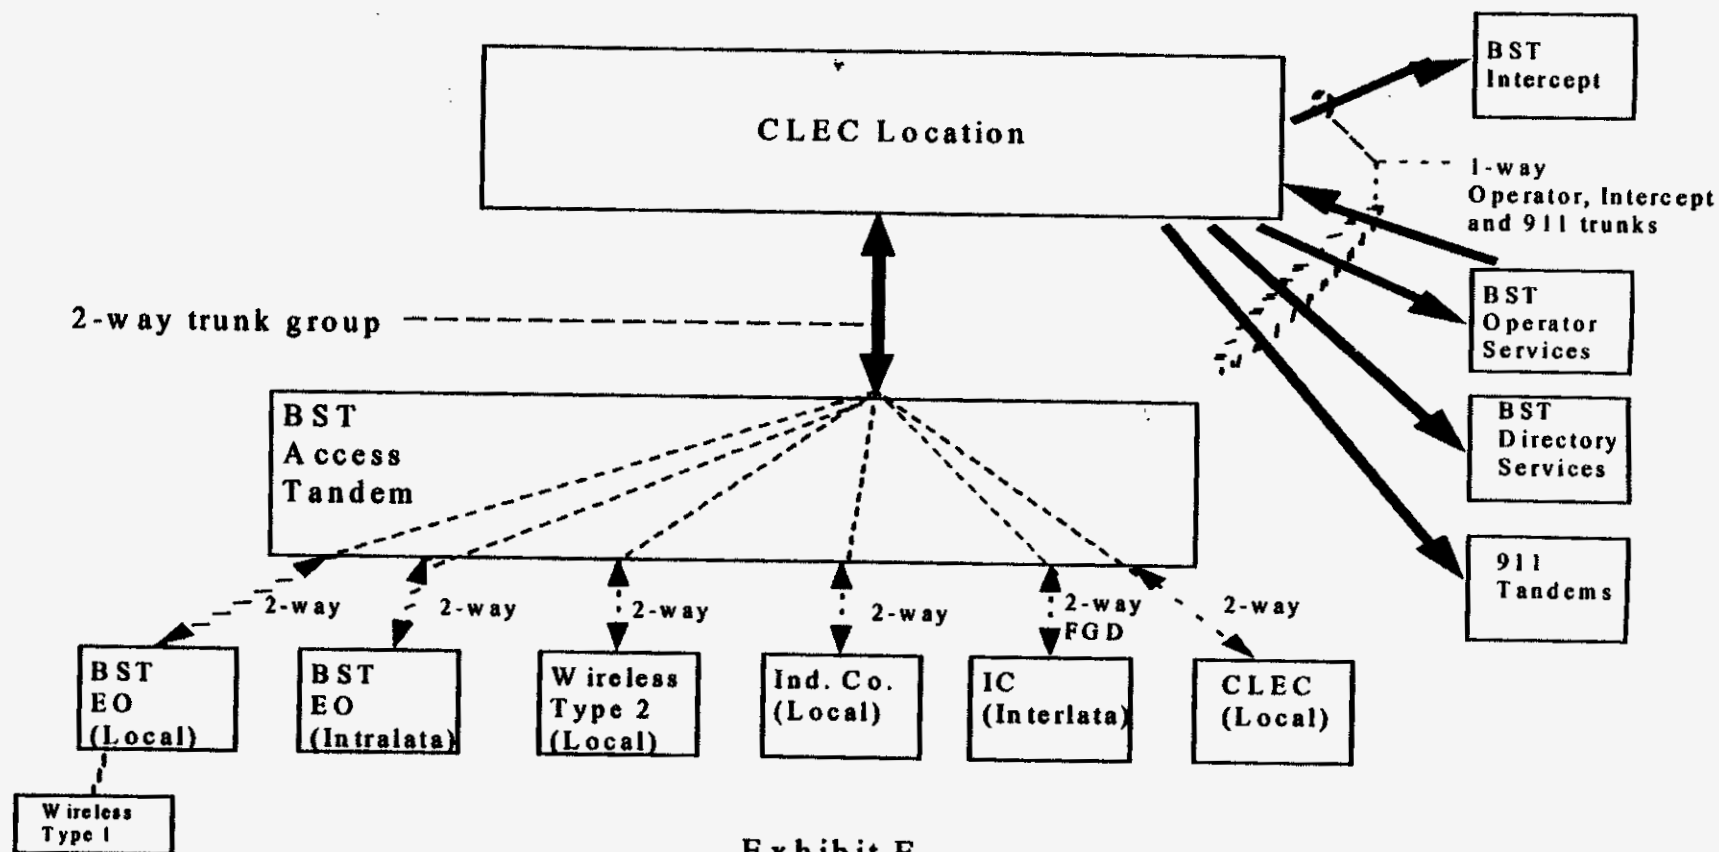 BST
Intercept
CLEC Location
1-way
Operator, Intercept
and 911 trunks
BST
Operator
Services
2-way trunk group
BST
Access
Tandem
BST
Directory
Services
911
Tandems
2-way
2-way
2-way
2-way
2-way
FGD
2-way
BST
EO
(Local)
BST
EO
(Intralata)
Wireless
Type 2
(Local)
Ind. Co.
(Local)
IC
(Interlata)
CLEC
(Local)
Wireless
Type 1
Exhibit